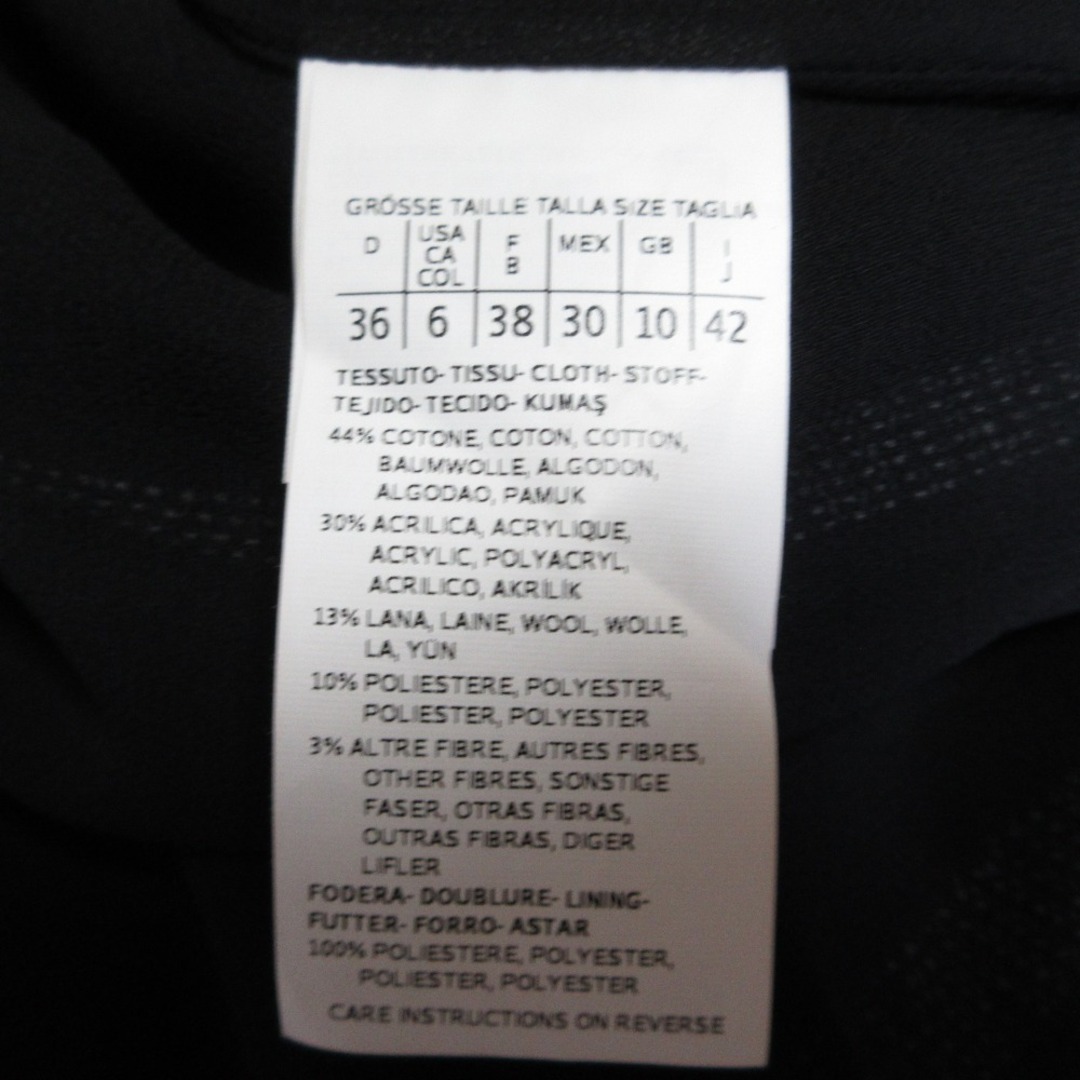 GRÖSSE TAILLE TALLA SIZE TAGLIA
D USA CA COL F B MEX GB I J
36 6 38 30 10 42
TESSUTO- TISSU- CLOTH- STOFF-
TEJIDO- TECIDO- KUMAŞ
44% COTONE, COTON, COTTON,
BAUMWOLLE, ALGODON,
ALGODAO, PAMUK
30% ACRILICA, ACRYLIQUE,
ACRYLIC, POLYACRYL,
ACRILICO, AKRİLİK
13% LANA, LAINE, WOOL, WOLLE,
LA, YÜN
10% POLIESTERE, POLYESTER,
POLIESTER, POLYESTER
3% ALTRE FIBRE, AUTRES FIBRES,
OTHER FIBRES, SONSTIGE
FASER, OTRAS FIBRAS,
OUTRAS FIBRAS, DIGER
LIFLER
FODERA- DOUBLURE- LINING-
FUTTER- FORRO- ASTAR
100% POLIESTERE, POLYESTER,
POLIESTER, POLYESTER
CARE INSTRUCTIONS ON REVERSE